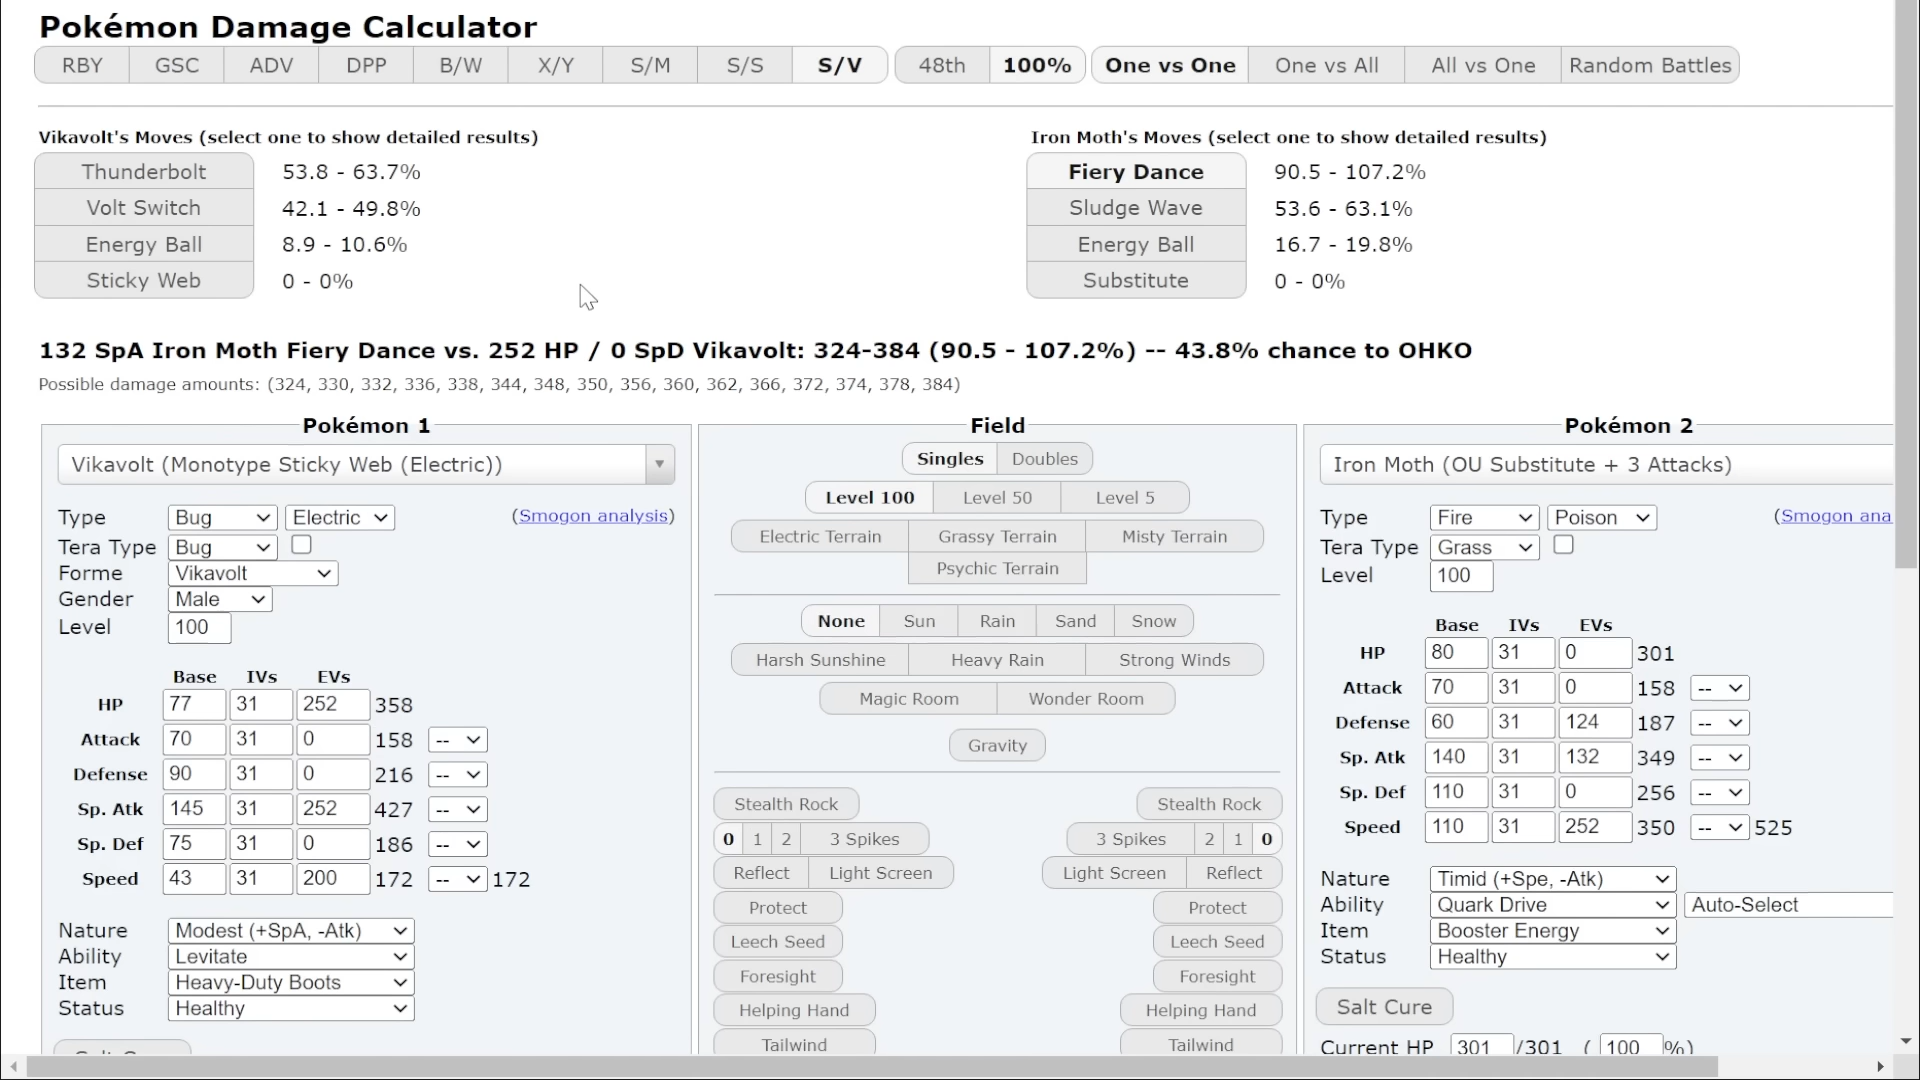 Pokémon Damage Calculator
RBY GSC ADV DPP B/W X/Y S/M S/S S/V 48th 100% One vs One One vs All All vs One Random Battles
Vikavolt's Moves (select one to show detailed results)
Thunderbolt 53.8 - 63.7%
Volt Switch 42.1 - 49.8%
Energy Ball 8.9 - 10.6%
Sticky Web 0 - 0%
Iron Moth's Moves (select one to show detailed results)
Fiery Dance 90.5 - 107.2%
Sludge Wave 53.6 - 63.1%
Energy Ball 16.7 - 19.8%
Substitute 0 - 0%
132 SpA Iron Moth Fiery Dance vs. 252 HP / 0 SpD Vikavolt: 324-384 (90.5 - 107.2%) -- 43.8% chance to OHKO
Possible damage amounts: (324, 330, 332, 336, 338, 344, 348, 350, 356, 360, 362, 366, 372, 374, 378, 384)
Pokémon 1
Vikavolt (Monotype Sticky Web (Electric))
Type Bug Electric (Smogon analysis)
Tera Type Bug
Forme Vikavolt
Gender Male
Level 100
Base IVs EVs
HP 77 31 252 358
Attack 70 31 0 158 --
Defense 90 31 0 216 --
Sp. Atk 145 31 252 427 --
Sp. Def 75 31 0 186 --
Speed 43 31 200 172 -- 172
Nature Modest (+SpA, -Atk)
Ability Levitate
Item Heavy-Duty Boots
Status Healthy
Field
Singles Doubles
Level 100 Level 50 Level 5
Electric Terrain Grassy Terrain Misty Terrain
Psychic Terrain
None Sun Rain Sand Snow
Harsh Sunshine Heavy Rain Strong Winds
Magic Room Wonder Room
Gravity
Stealth Rock Stealth Rock
0 1 2 3 Spikes 3 Spikes 2 1 0
Reflect Light Screen Light Screen Reflect
Protect Protect
Leech Seed Leech Seed
Foresight Foresight
Helping Hand Helping Hand
Tailwind Tailwind
Pokémon 2
Iron Moth (OU Substitute + 3 Attacks)
Type Fire Poison (Smogon ana
Tera Type Grass
Level 100
Base IVs EVs
HP 80 31 0 301
Attack 70 31 0 158 --
Defense 60 31 124 187 --
Sp. Atk 140 31 132 349 --
Sp. Def 110 31 0 256 --
Speed 110 31 252 350 -- 525
Nature Timid (+Spe, -Atk)
Ability Quark Drive Auto-Select
Item Booster Energy
Status Healthy
Salt Cure
Current HP 301 /301 ( 100 %)